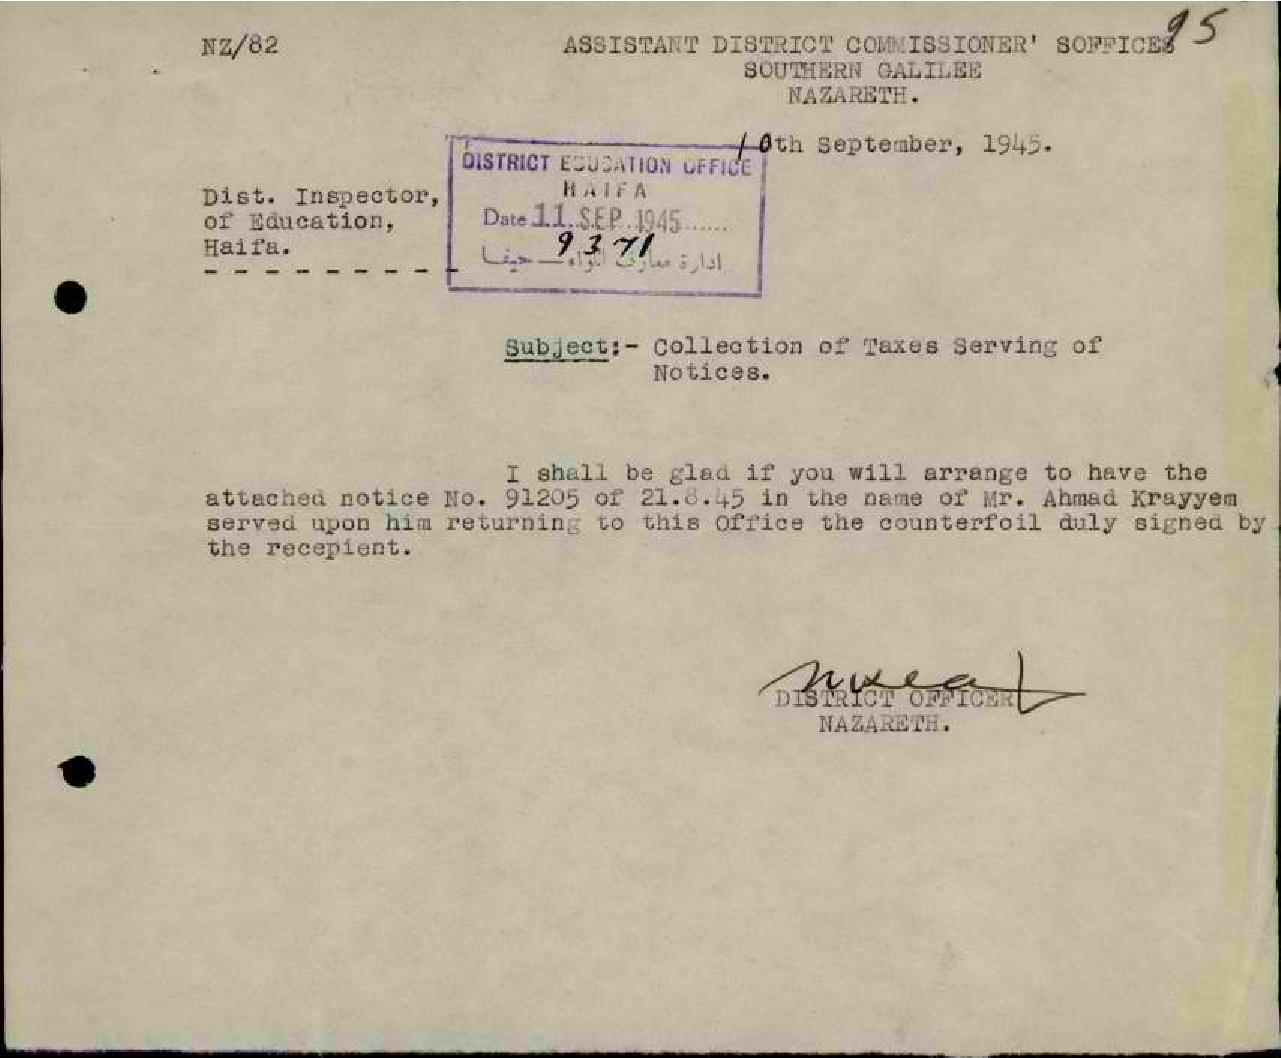 95
NZ/82
ASSISTANT DISTRICT COMMISSIONER' SOFFICES
SOUTHERN GALILEE
NAZARETH.
10th September, 1945.
DISTRICT EDUCATION OFFICE
HAIFA
Date 11 SEP 1945
9371
ادارة معارف اللواء — حيفا
Dist. Inspector,
of Education,
Haifa.
Subject:- Collection of Taxes Serving of
Notices.
I shall be glad if you will arrange to have the
attached notice No. 91205 of 21.8.45 in the name of Mr. Ahmad Krayyem
served upon him returning to this Office the counterfoil duly signed by
the recepient.
DISTRICT OFFICER
NAZARETH.